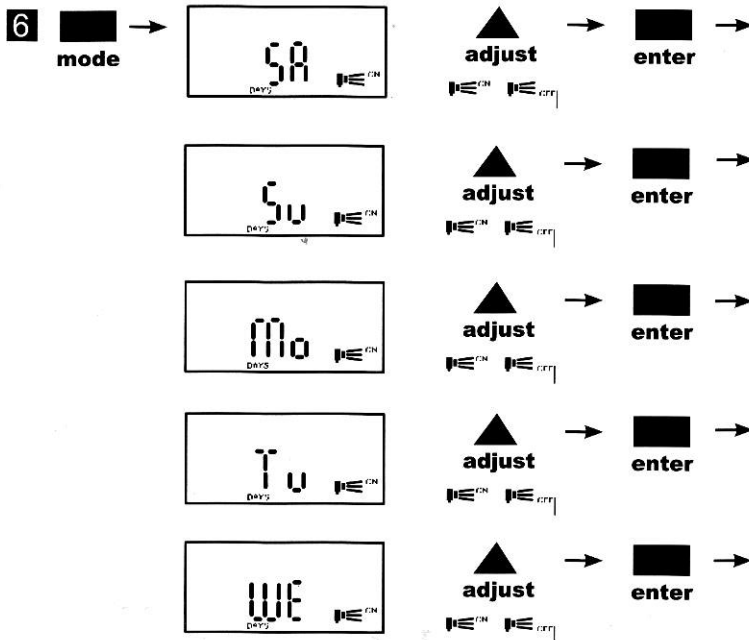 6 mode
SA
DAYS ON
adjust
ON OFF
enter
Su
DAYS ON
adjust
ON OFF
enter
Mo
DAYS ON
adjust
ON OFF
enter
Tu
DAYS ON
adjust
ON OFF
enter
WE
DAYS ON
adjust
ON OFF
enter